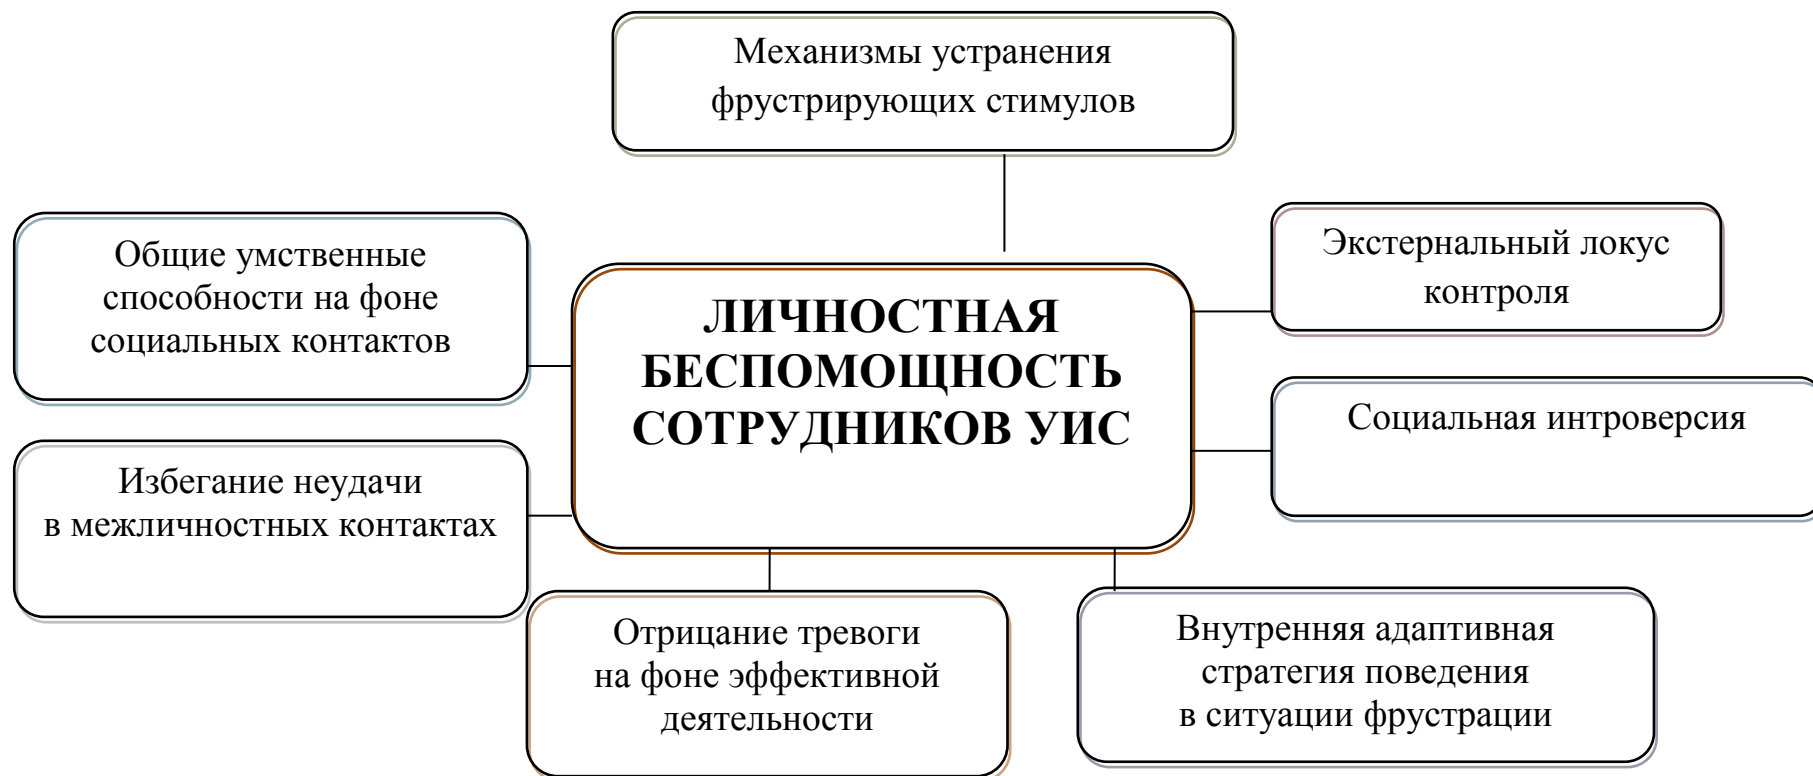 Механизмы устранения
фрустрирующих стимулов
Общие умственные
способности на фоне
социальных контактов
Экстернальный локус
контроля
ЛИЧНОСТНАЯ
БЕСПОМОЩНОСТЬ
СОТРУДНИКОВ УИС
Социальная интроверсия
Избегание неудачи
в межличностных контактах
Отрицание тревоги
на фоне эффективной
деятельности
Внутренняя адаптивная
стратегия поведения
в ситуации фрустрации